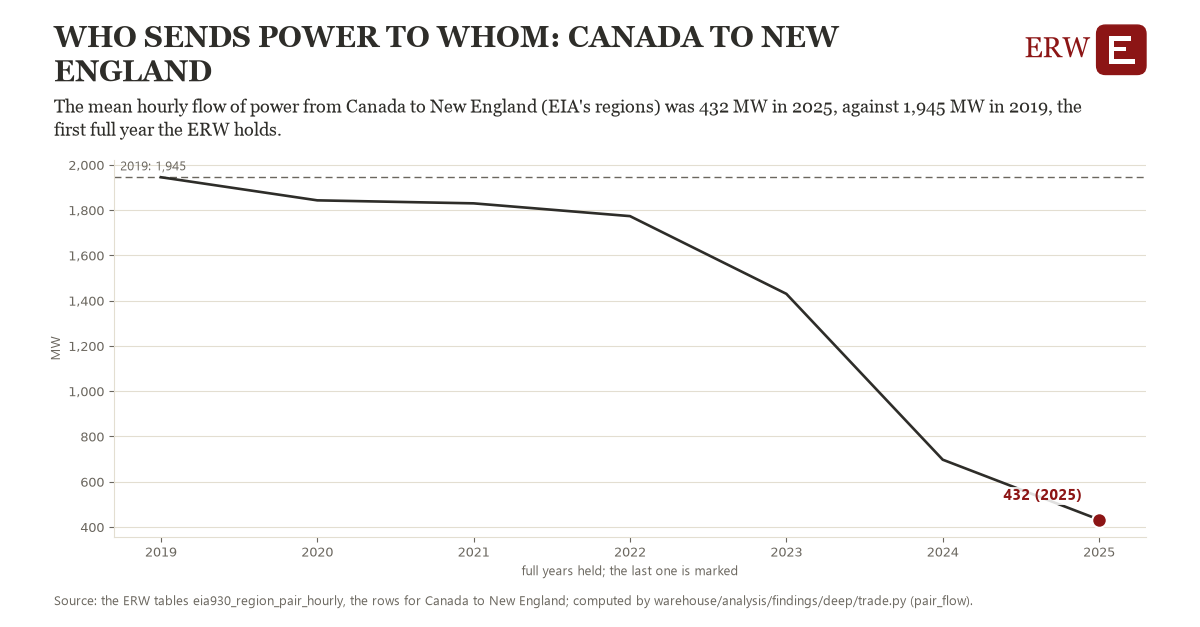 WHO SENDS POWER TO WHOM: CANADA TO NEW
ENGLAND
ERW E
The mean hourly flow of power from Canada to New England (EIA's regions) was 432 MW in 2025, against 1,945 MW in 2019, the
first full year the ERW holds.
2,000
2019: 1,945
1,800
1,600
1,400
MW
1,200
1,000
800
600
432 (2025)
400
2019 2020 2021 2022 2023 2024 2025
full years held; the last one is marked
Source: the ERW tables eia930_region_pair_hourly, the rows for Canada to New England; computed by warehouse/analysis/findings/deep/trade.py (pair_flow).